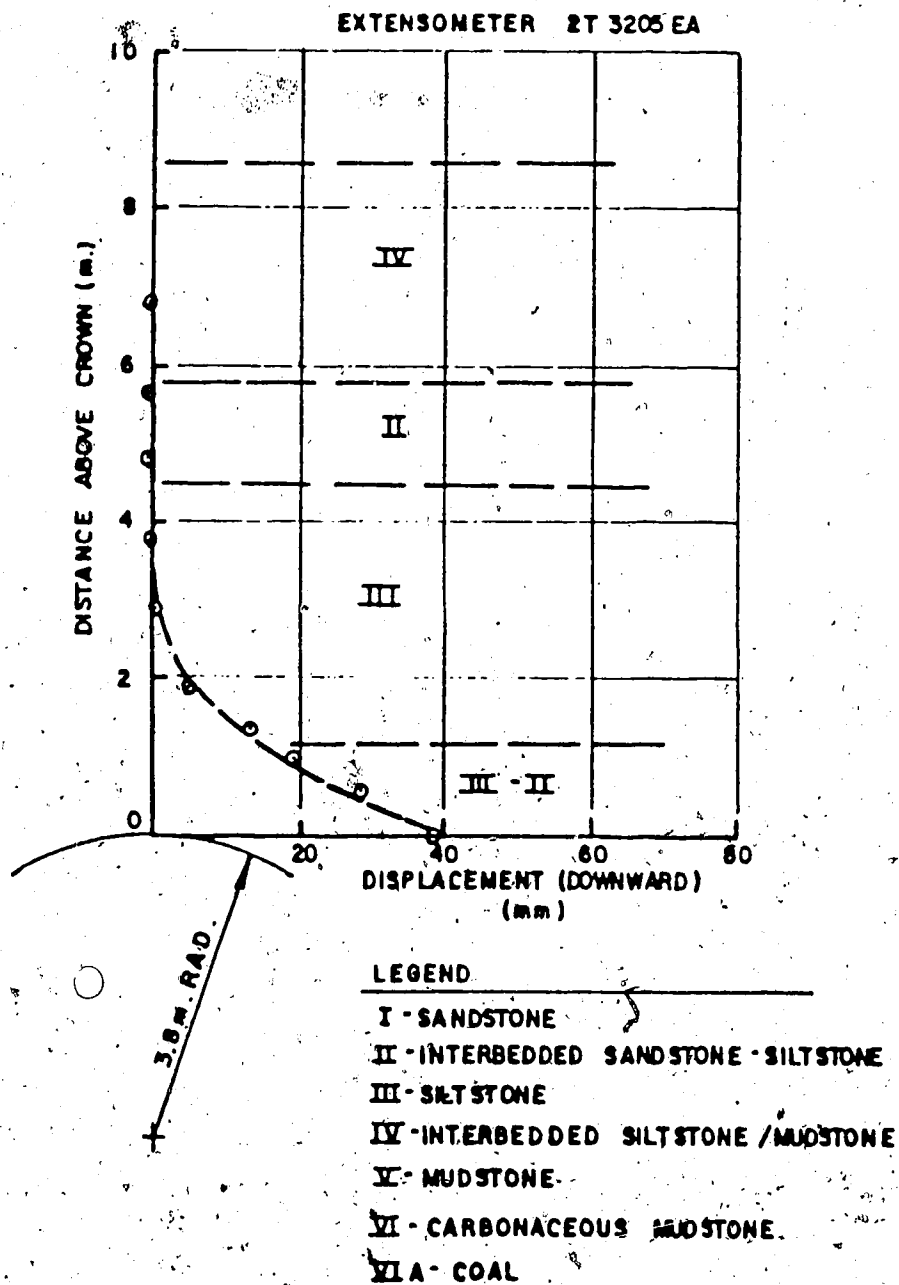 EXTENSOMETER 2T 3205 EA
10
8
6
4
2
0
DISTANCE ABOVE CROWN (m.)
IV
II
III
III - II
20 40 60 80
DISPLACEMENT (DOWNWARD)
(mm)
3.8 m. RAD.
LEGEND
I - SANDSTONE
II - INTERBEDDED SANDSTONE - SILTSTONE
III - SILTSTONE
IV - INTERBEDDED SILTSTONE / MUDSTONE
V - MUDSTONE
VI - CARBONACEOUS MUDSTONE.
VI A - COAL